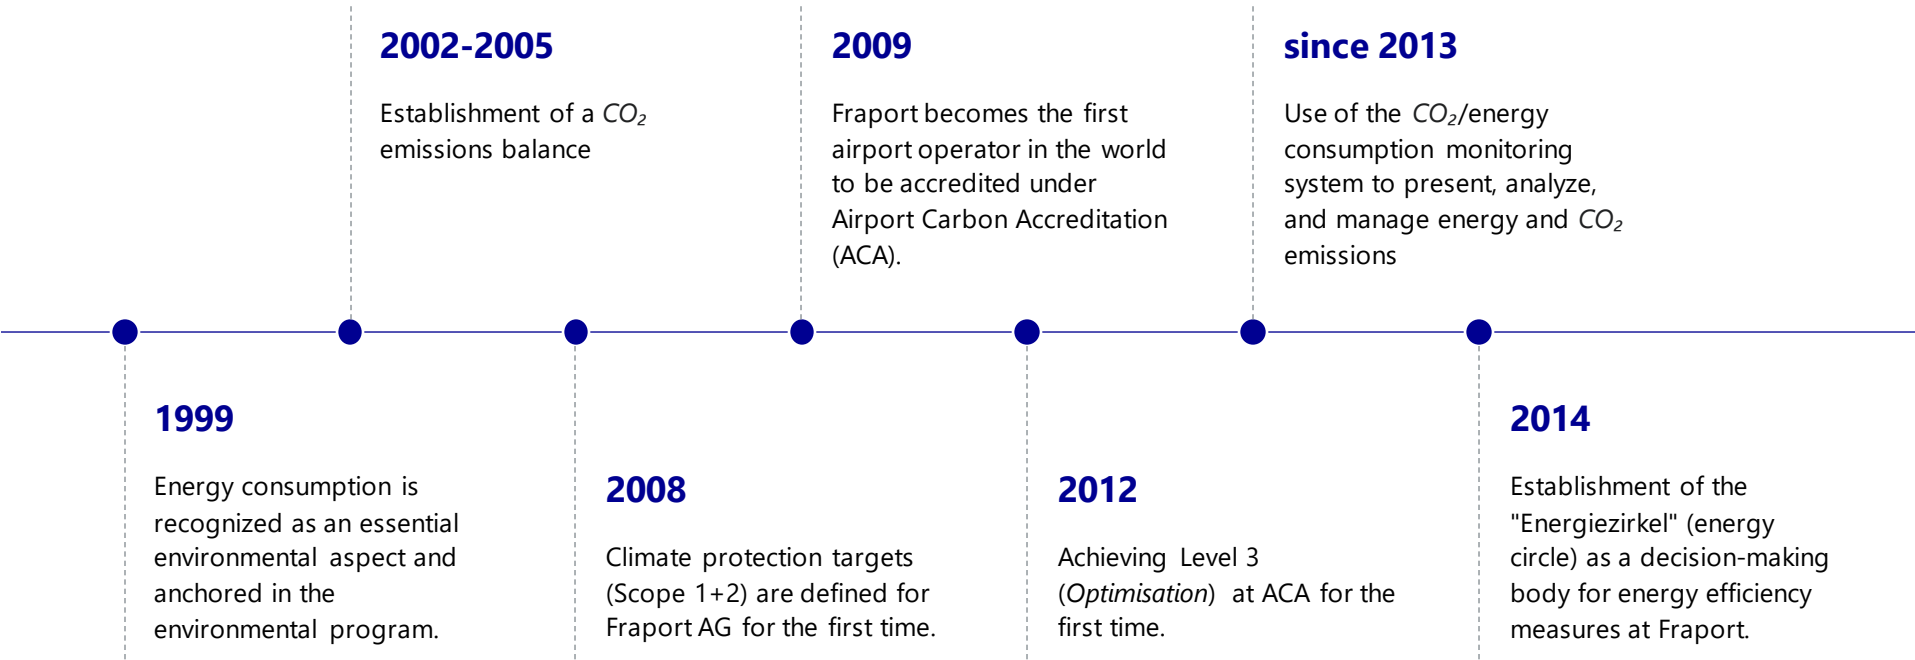 2002-2005
Establishment of a CO₂
emissions balance
2009
Fraport becomes the first
airport operator in the world
to be accredited under
Airport Carbon Accreditation
(ACA).
since 2013
Use of the CO₂/energy
consumption monitoring
system to present, analyze,
and manage energy and CO₂
emissions
1999
Energy consumption is
recognized as an essential
environmental aspect and
anchored in the
environmental program.
2008
Climate protection targets
(Scope 1+2) are defined for
Fraport AG for the first time.
2012
Achieving Level 3
(Optimisation) at ACA for the
first time.
2014
Establishment of the
"Energiezirkel" (energy
circle) as a decision-making
body for energy efficiency
measures at Fraport.